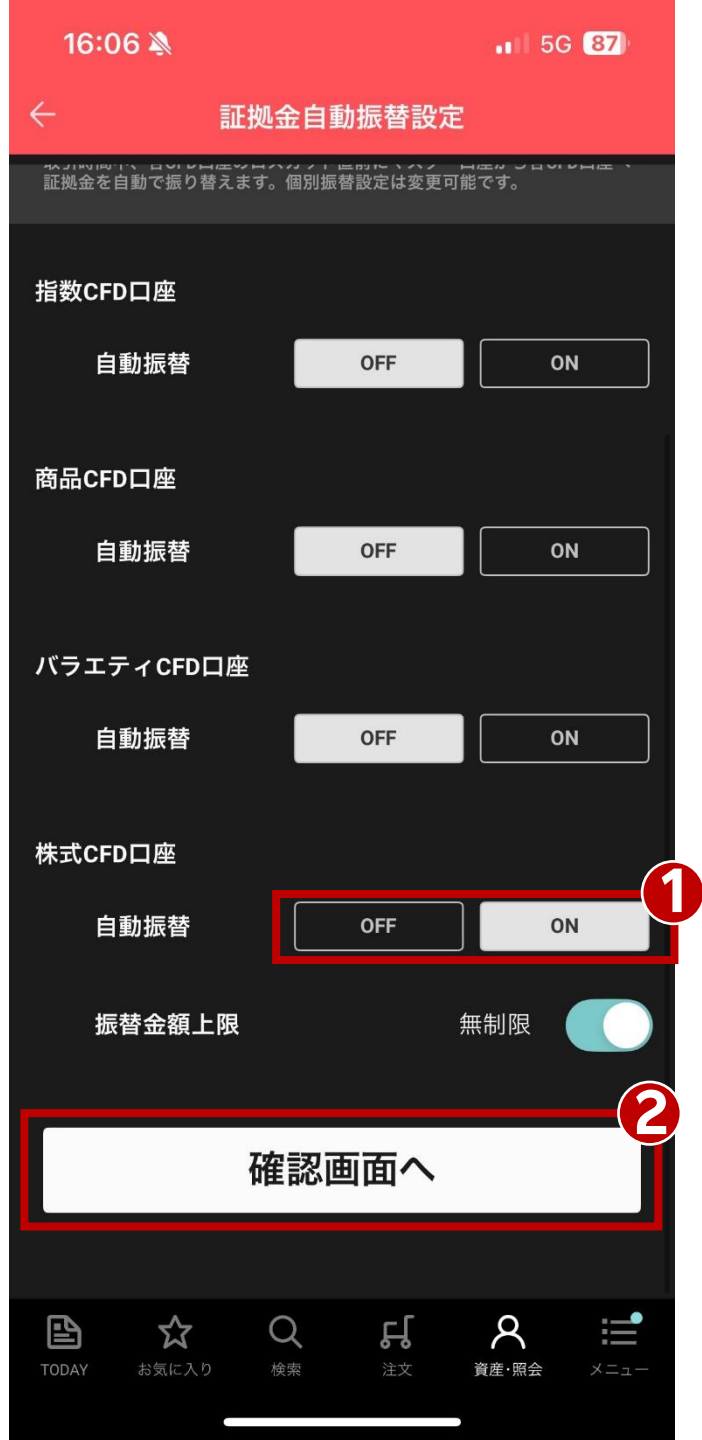 16:06
5G 87
証拠金自動振替設定
証拠金を自動で振り替えます。個別振替設定は変更可能です。
指数CFD口座
自動振替 OFF ON
商品CFD口座
自動振替 OFF ON
バラエティCFD口座
自動振替 OFF ON
株式CFD口座
1
自動振替 OFF ON
振替金額上限 無制限
2
確認画面へ
TODAY お気に入り 検索 注文 資産・照会 メニュー